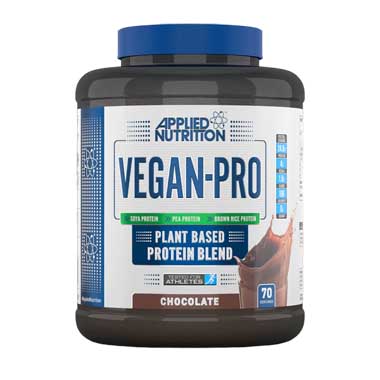 APPLIED
NUTRITION
VEGAN-PRO
SOYA PROTEIN PEA PROTEIN BROWN RICE PROTEIN
PLANT BASED
PROTEIN BLEND
TESTED FOR
ATHLETES
CHOCOLATE
70
SERVINGS